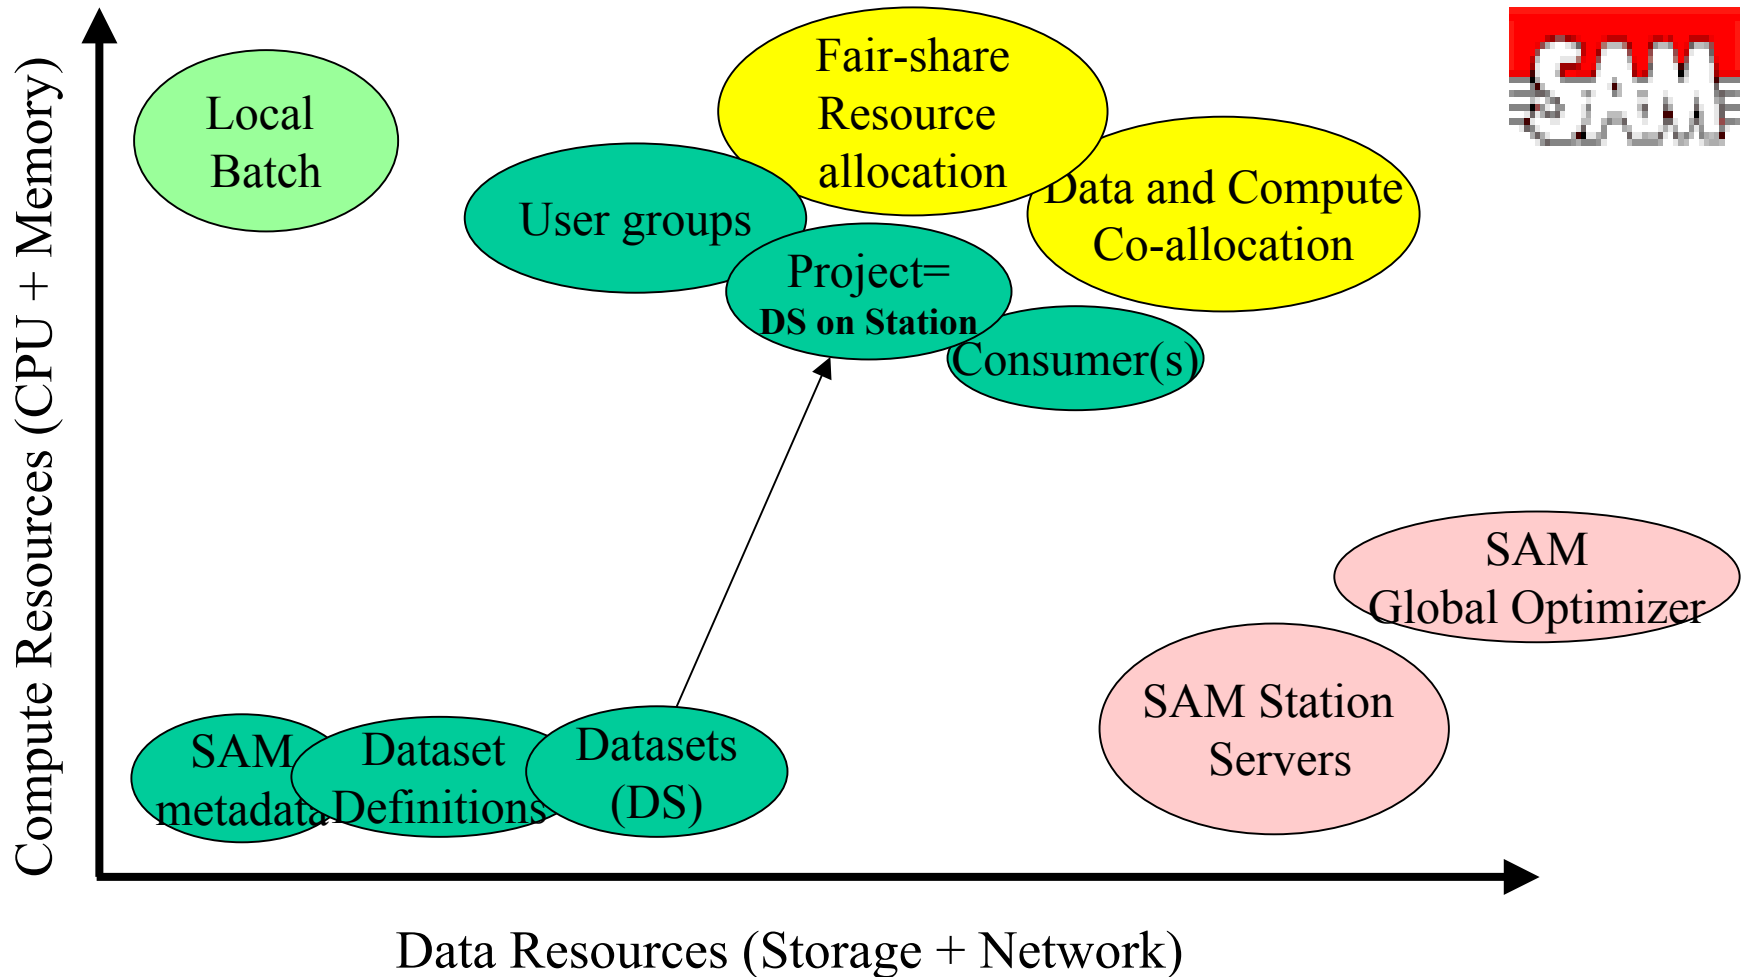 Compute Resources (CPU + Memory)
Local
Batch
Fair-share
Resource
allocation
SAM
User groups
Data and Compute
Co-allocation
Project=
DS on Station
Consumer(s)
SAM
Global Optimizer
SAM Station
Servers
SAM
metadata
Dataset
Definitions
Datasets
(DS)
Data Resources (Storage + Network)